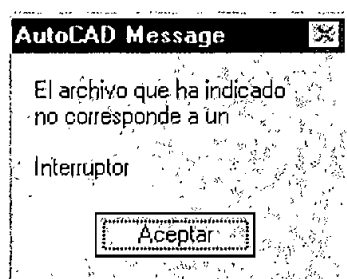 AutoCAD Message
El archivo que ha indicado
no corresponde a un
Interruptor
Aceptar